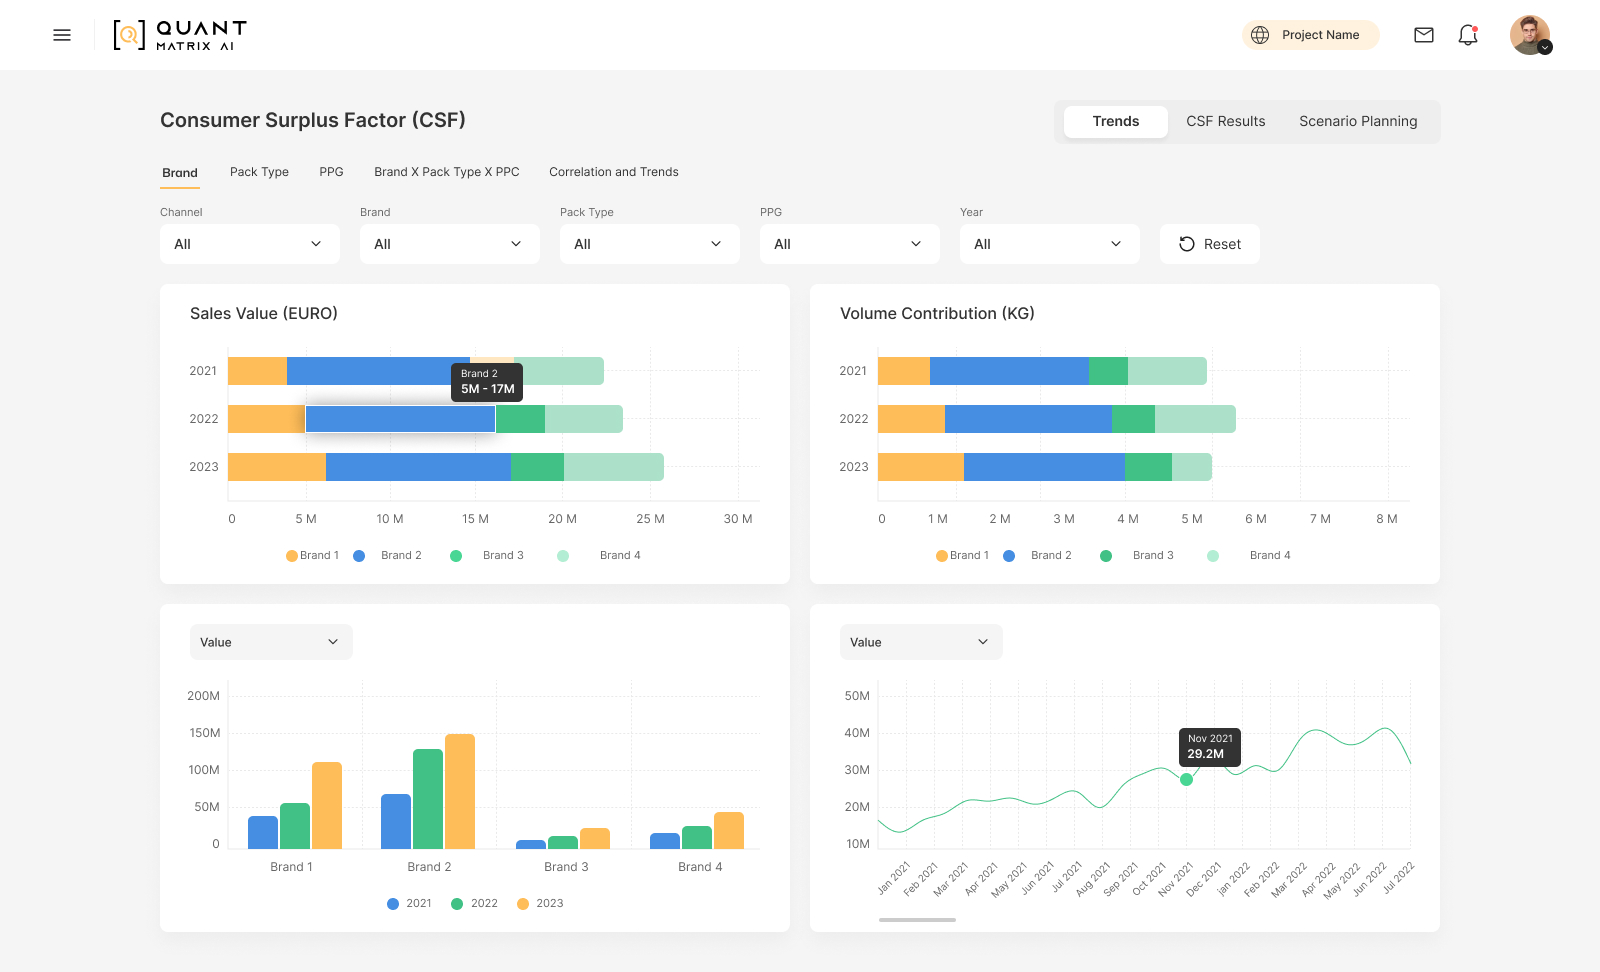 QUANT
MATRIX AI
Project Name
Consumer Surplus Factor (CSF)
Trends
CSF Results
Scenario Planning
Brand
Pack Type
PPG
Brand X Pack Type X PPC
Correlation and Trends
Channel
Brand
Pack Type
PPG
Year
All
All
All
All
All
Reset
Sales Value (EURO)
2021
Brand 2
5M - 17M
2022
2023
0
5 M
10 M
15 M
20 M
25 M
30 M
Brand 1
Brand 2
Brand 3
Brand 4
Volume Contribution (KG)
2021
2022
2023
0
1 M
2 M
3 M
4 M
5 M
6 M
7 M
8 M
Brand 1
Brand 2
Brand 3
Brand 4
Value
200M
150M
100M
50M
0
Brand 1
Brand 2
Brand 3
Brand 4
2021
2022
2023
Value
50M
40M
30M
20M
10M
Nov 2021
29.2M
Jan 2021
Feb 2021
Mar 2021
Apr 2021
May 2021
Jun 2021
Jul 2021
Aug 2021
Sep 2021
Oct 2021
Nov 2021
Dec 2021
jan 2022
Feb 2022
Mar 2022
Apr 2022
May 2022
Jun 2022
Jul 2022